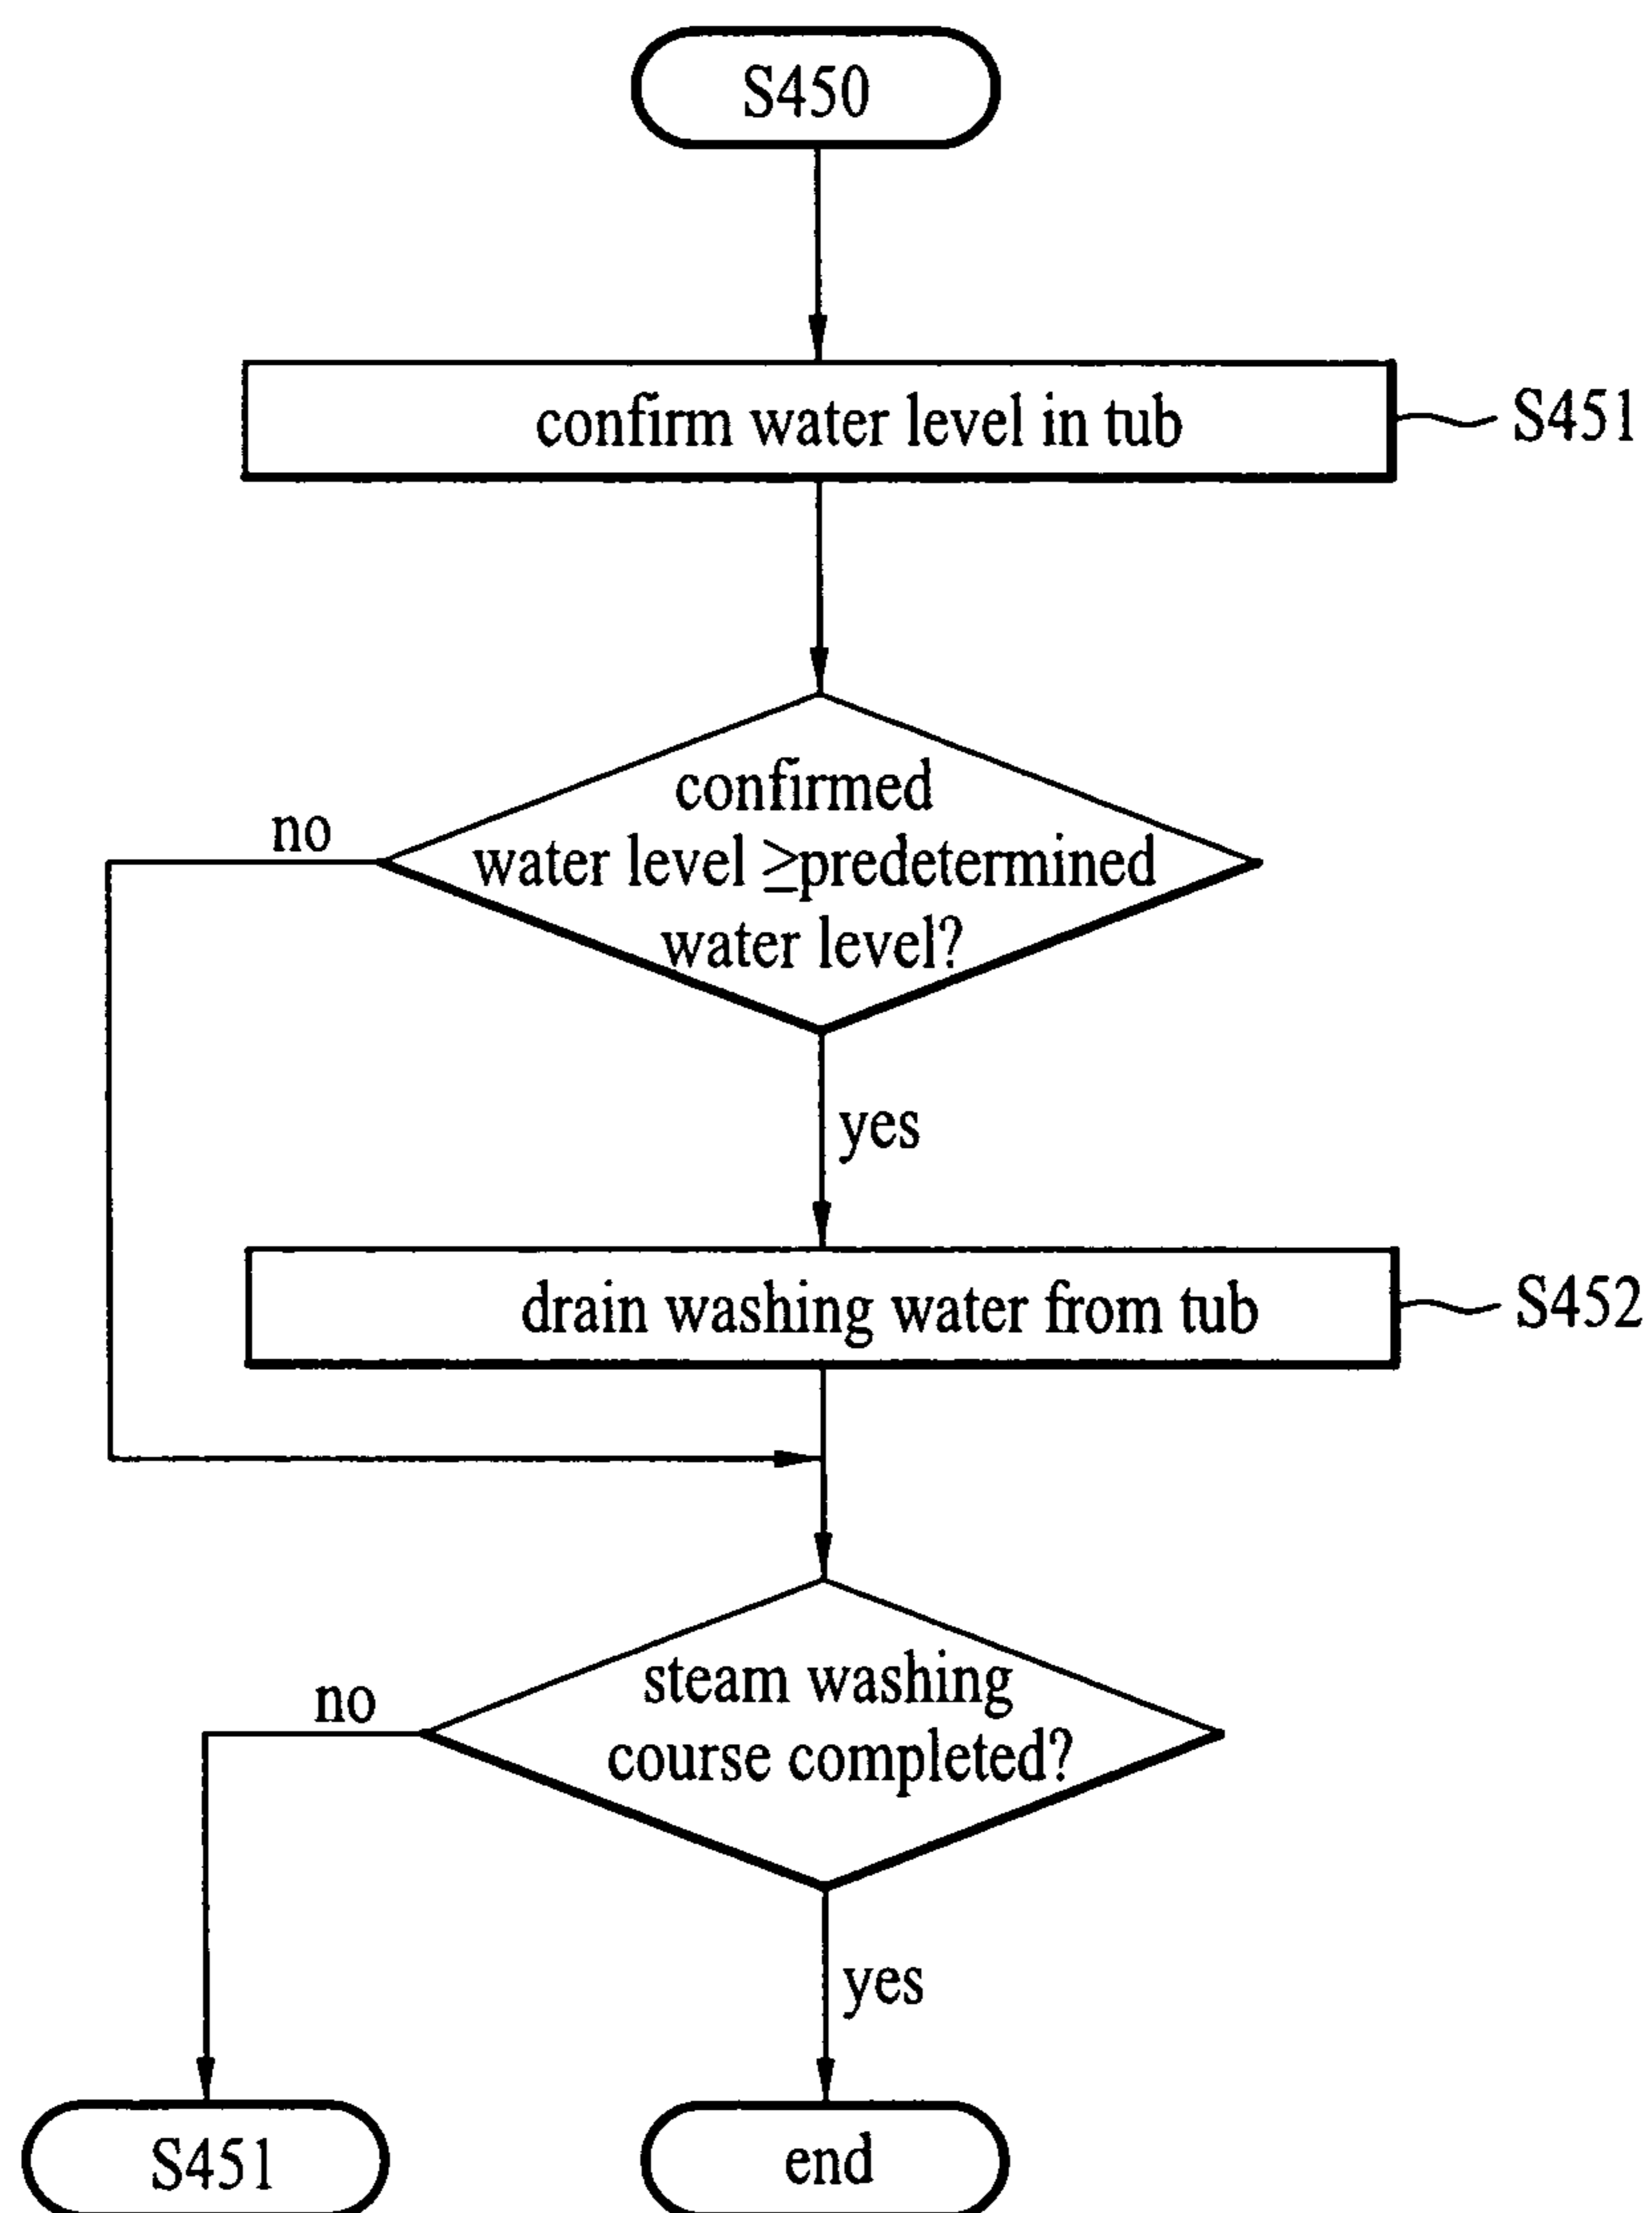 S450
confirm water level in tub
S451
confirmed
water level ≥predetermined
water level?
no
yes
drain washing water from tub
S452
steam washing
course completed?
no
yes
S451
end